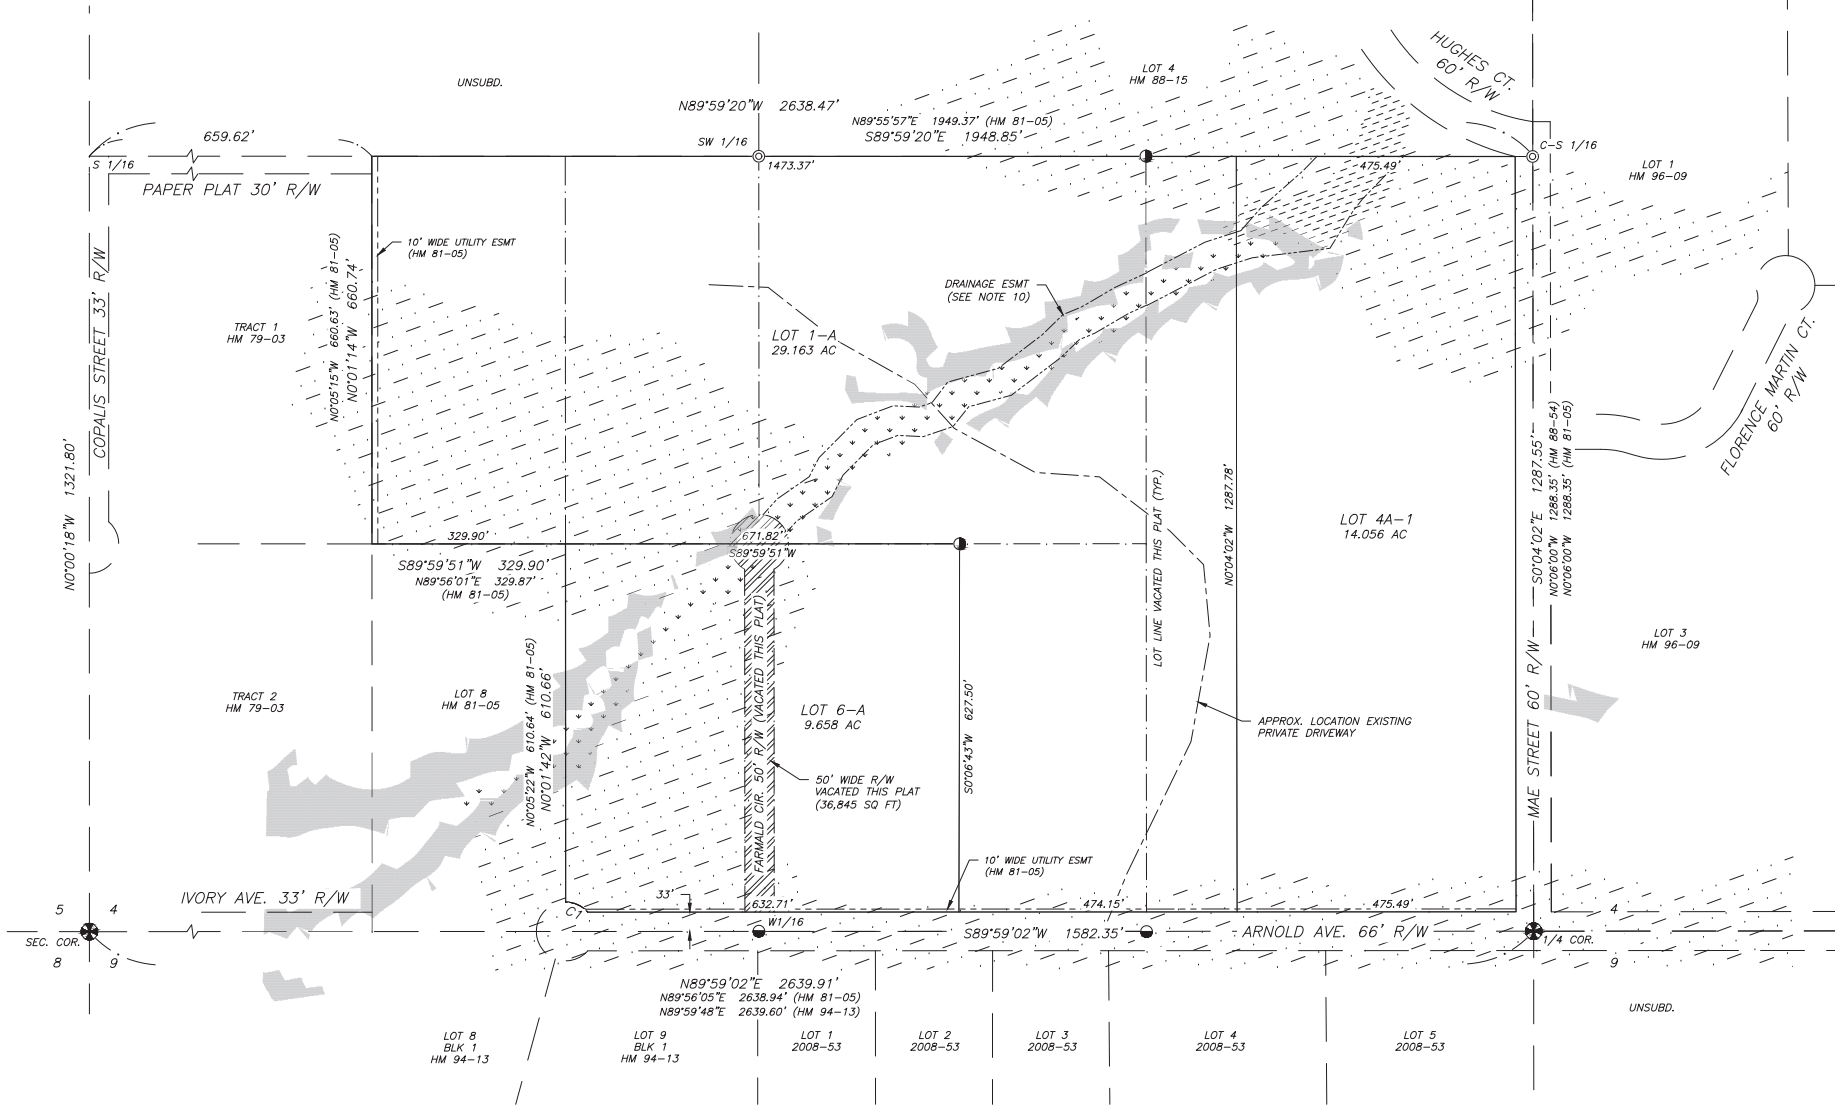 UNSUBD.
LOT 4
HM 88-15
HUGHES CT.
60' R/W
N89°59'20"W 2638.47'
N89°55'57"E 1949.37' (HM 81-05)
S89°59'20"E 1948.85'
659.62'
SW 1/16
C-S 1/16
S 1/16
1473.37'
475.49'
LOT 1
HM 96-09
PAPER PLAT 30' R/W
COPALIS STREET 33' R/W
N0°00'18"W 1321.80'
10' WIDE UTILITY ESMT
(HM 81-05)
N0°05'15"W 660.63' (HM 81-05)
N0°01'14"W 660.74'
TRACT 1
HM 79-03
DRAINAGE ESMT
(SEE NOTE 10)
LOT 1-A
29.163 AC
FLORENCE MARTIN CT.
60' R/W
LOT LINE VACATED THIS PLAT (TYP.)
N0°04'02"W 1287.78'
LOT 4A-1
14.056 AC
S0°04'02"E 1287.55'
N0°06'00"W 1288.35' (HM 88-54)
N0°06'00"W 1288.35' (HM 81-05)
MAE STREET 60' R/W
329.90'
671.82'
S89°59'51"W
S89°59'51"W 329.90'
N89°56'01"E 329.87'
(HM 81-05)
LOT 3
HM 96-09
TRACT 2
HM 79-03
LOT 8
HM 81-05
N0°05'22"W 610.64' (HM 81-05)
N0°01'42"W 610.66'
FARMALD CIR. 50' R/W (VACATED THIS PLAT)
LOT 6-A
9.658 AC
S0°06'43"W 627.50'
APPROX. LOCATION EXISTING
PRIVATE DRIVEWAY
50' WIDE R/W
VACATED THIS PLAT
(36,845 SQ FT)
10' WIDE UTILITY ESMT
(HM 81-05)
IVORY AVE. 33' R/W
33'
C1
632.71'
474.15'
475.49'
5 4
SEC. COR.
8 9
W1/16
S89°59'02"W 1582.35'
ARNOLD AVE. 66' R/W
4
1/4 COR.
9
N89°59'02"E 2639.91'
N89°56'05"E 2638.94' (HM 81-05)
N89°59'48"E 2639.60' (HM 94-13)
UNSUBD.
LOT 8
BLK 1
HM 94-13
LOT 9
BLK 1
HM 94-13
LOT 1
2008-53
LOT 2
2008-53
LOT 3
2008-53
LOT 4
2008-53
LOT 5
2008-53